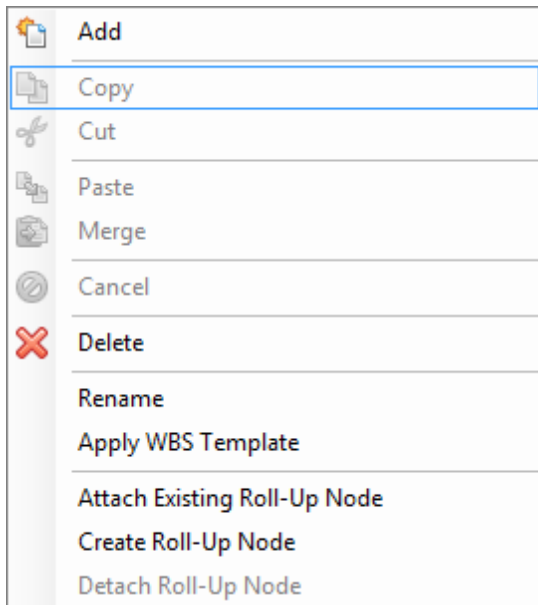 Add
Copy
Cut
Paste
Merge
Cancel
Delete
Rename
Apply WBS Template
Attach Existing Roll-Up Node
Create Roll-Up Node
Detach Roll-Up Node